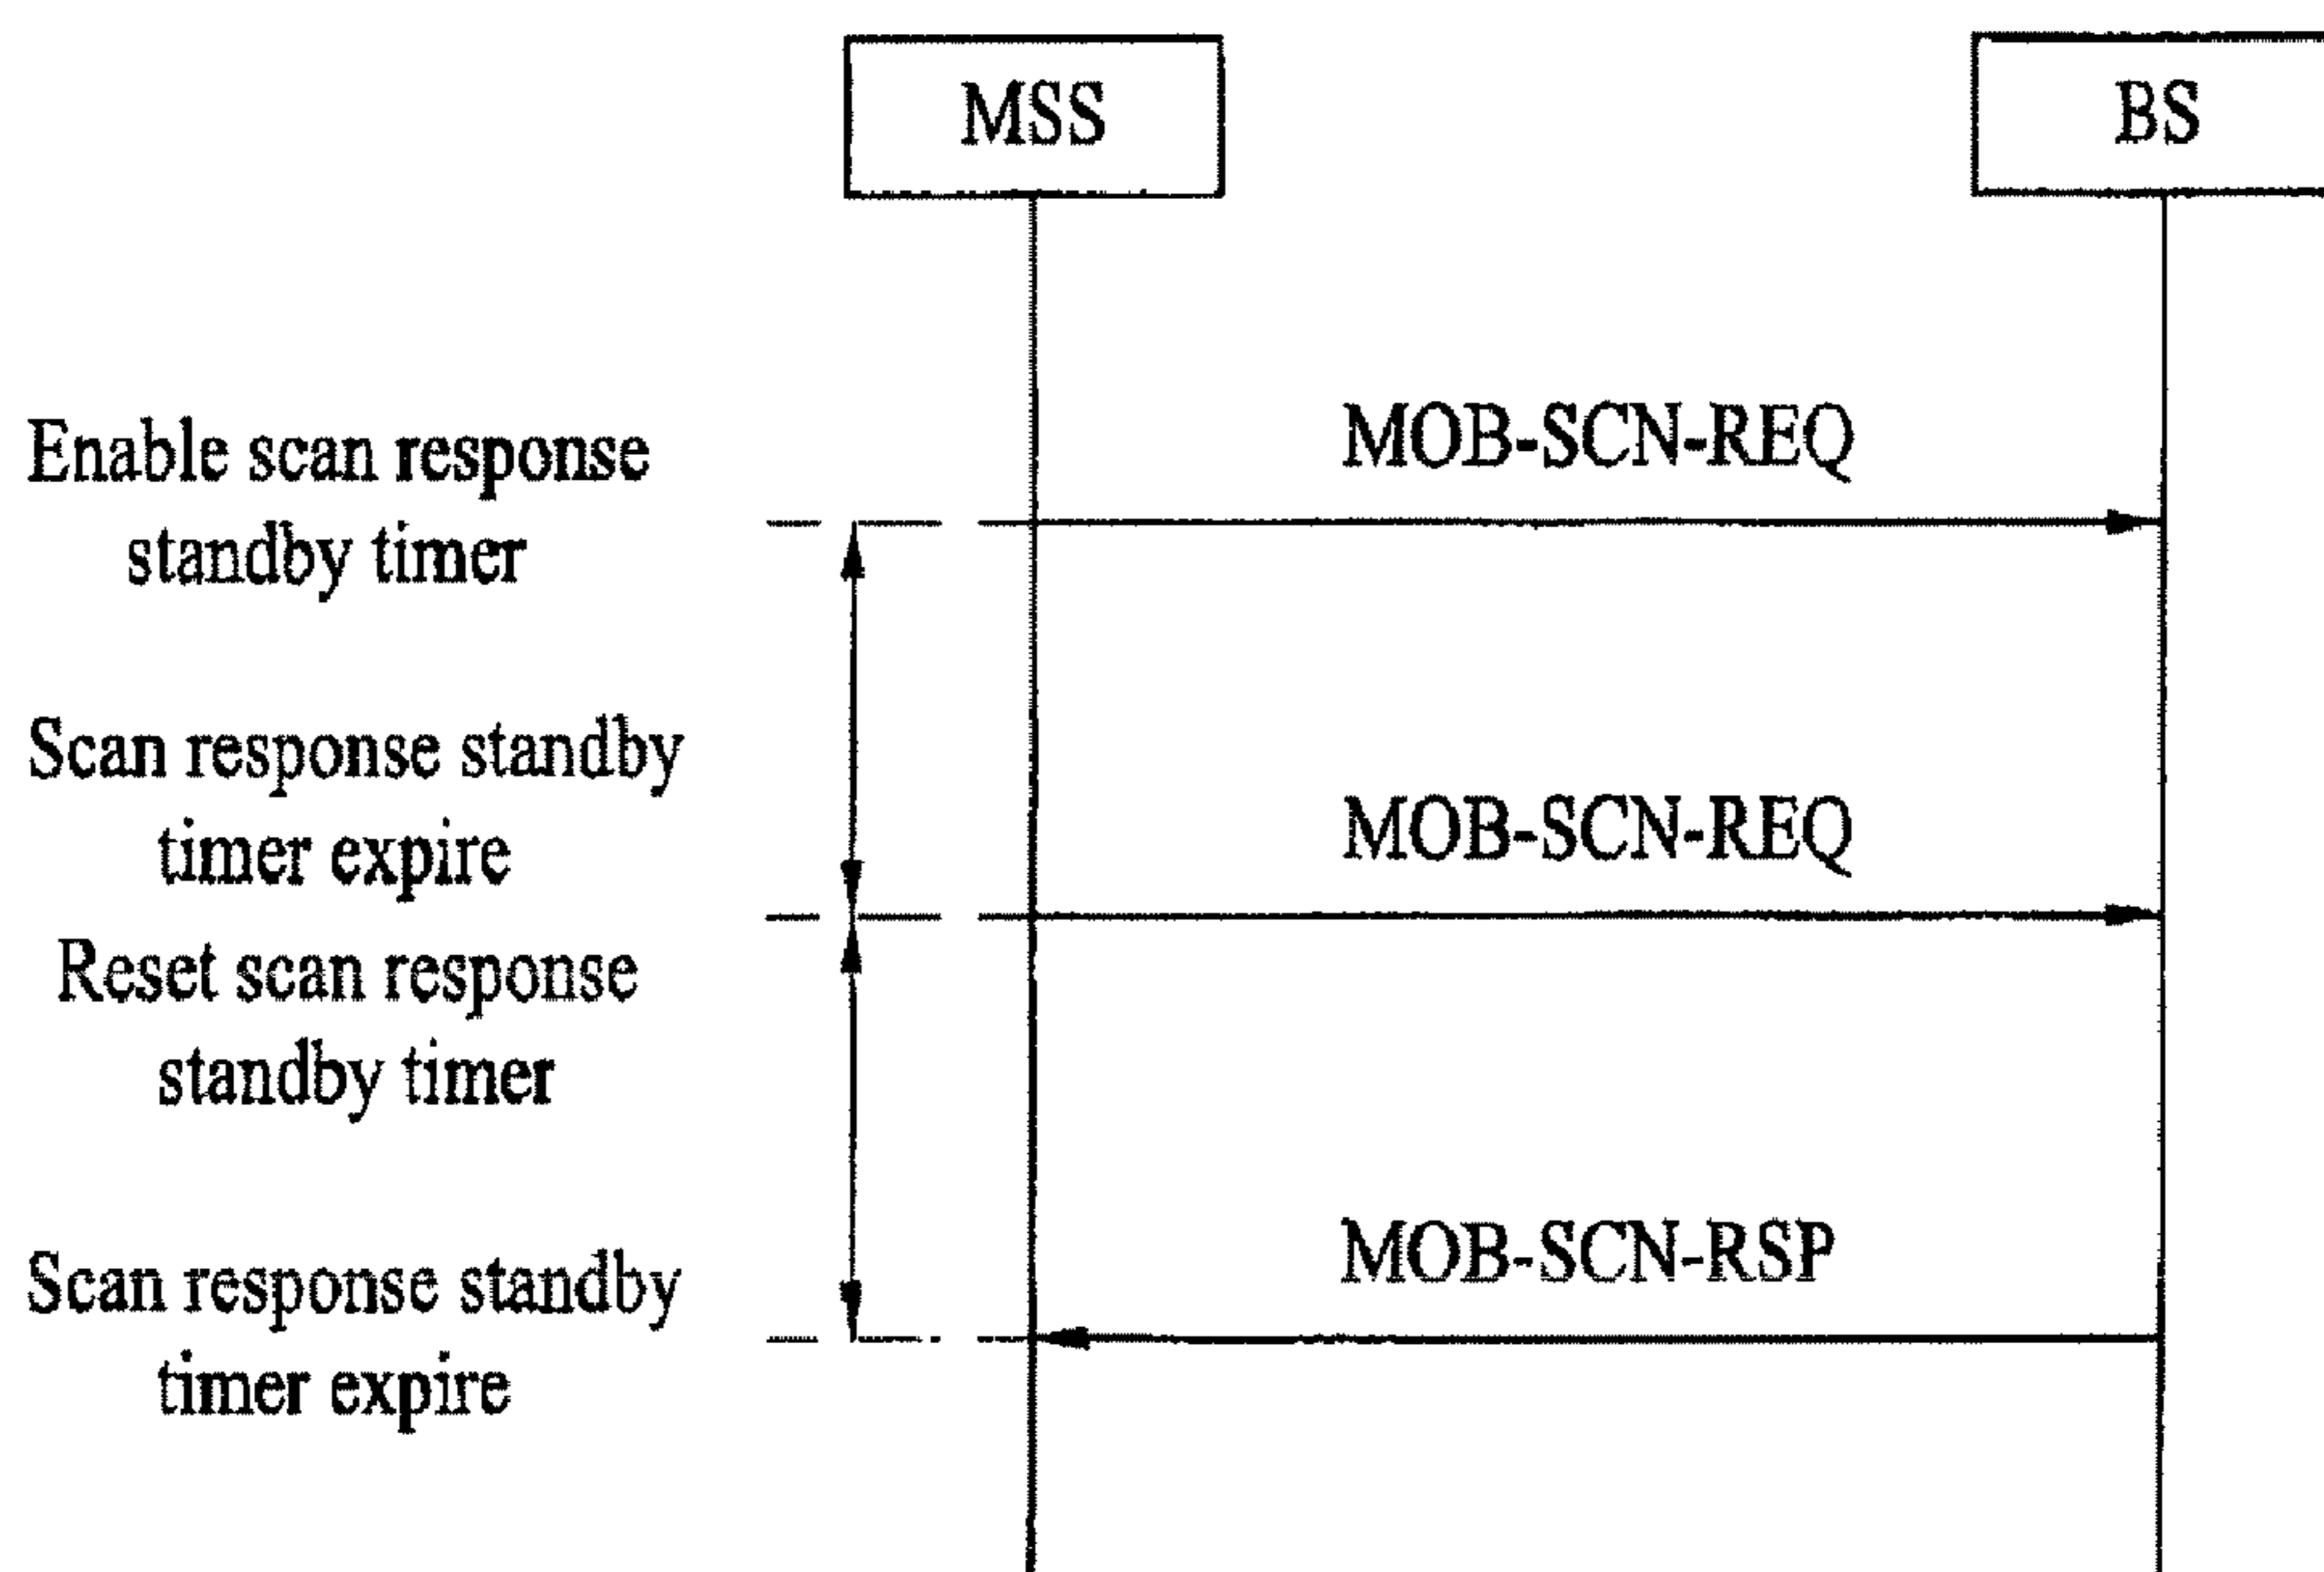 MSS
BS
Enable scan response
standby timer
MOB-SCN-REQ
Scan response standby
timer expire
MOB-SCN-REQ
Reset scan response
standby timer
MOB-SCN-RSP
Scan response standby
timer expire